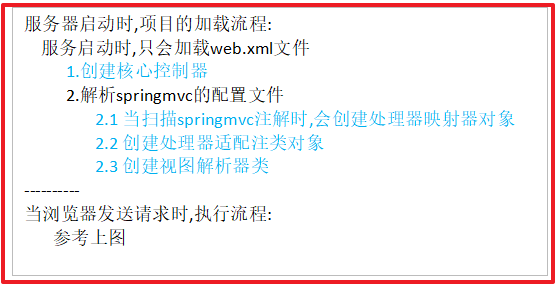 服务器启动时,项目的加载流程:
服务启动时,只会加载web.xml文件
1.创建核心控制器
2.解析springmvc的配置文件
2.1 当扫描springmvc注解时,会创建处理器映射器对象
2.2 创建处理器适配注类对象
2.3 创建视图解析器类
----------
当浏览器发送请求时,执行流程:
参考上图